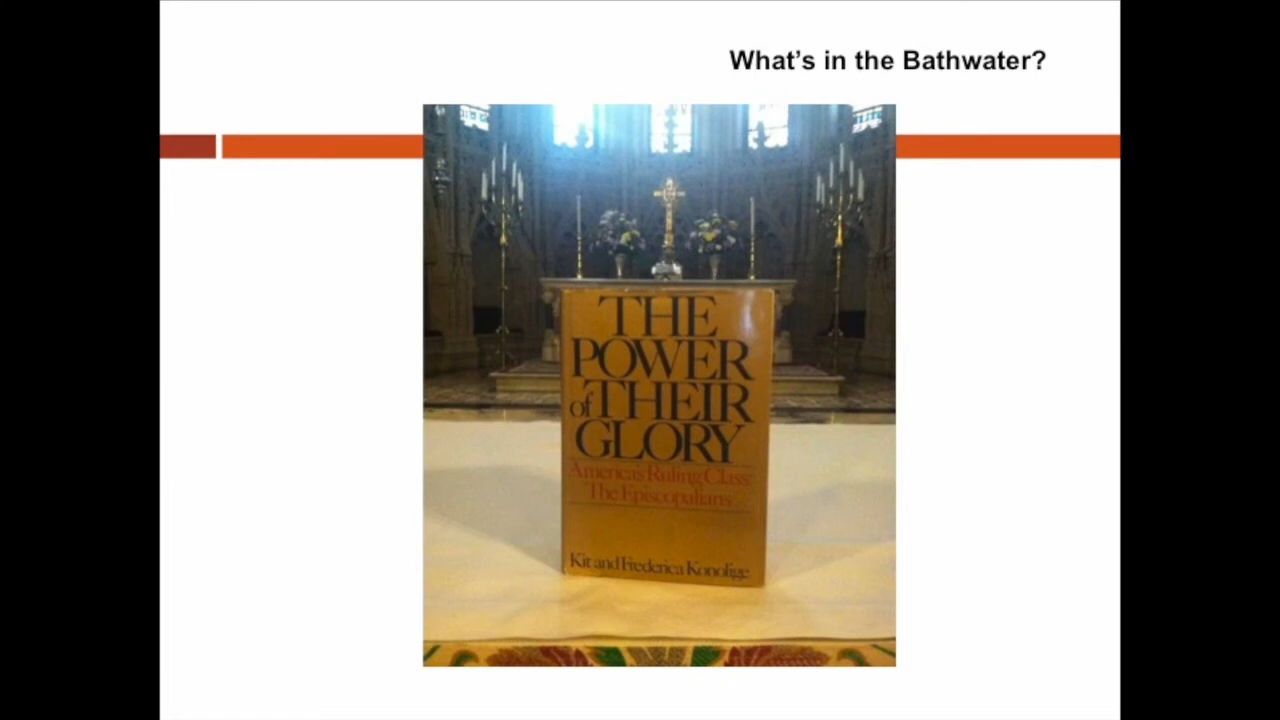 What's in the Bathwater?
THE
POWER
of THEIR
GLORY
America's Ruling Class:
The Episcopalians
Kit and Frederica Konolige